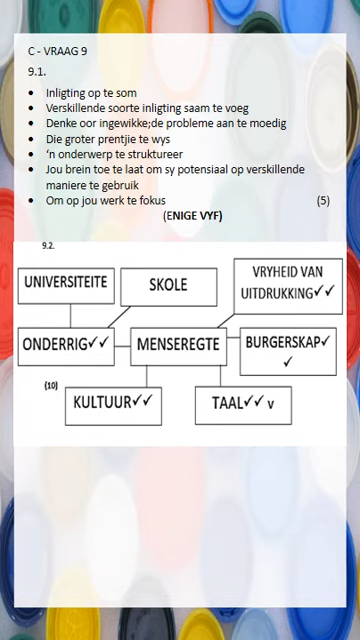 C - VRAAG 9
9.1.
• Inligting op te som
• Verskillende soorte inligting saam te voeg
• Denke oor ingewikke;de probleme aan te moedig
• Die groter prentjie te wys
• ‘n onderwerp te struktureer
• Jou brein toe te laat om sy potensiaal op verskillende
maniere te gebruik
• Om op jou werk te fokus (5)
(ENIGE VYF)
9.2.
UNIVERSITEITE
SKOLE
VRYHEID VAN
UITDRUKKING✓✓
ONDERRIG✓✓
MENSEREGTE
BURGERSKAP✓
✓
(10)
KULTUUR✓✓
TAAL✓✓ v